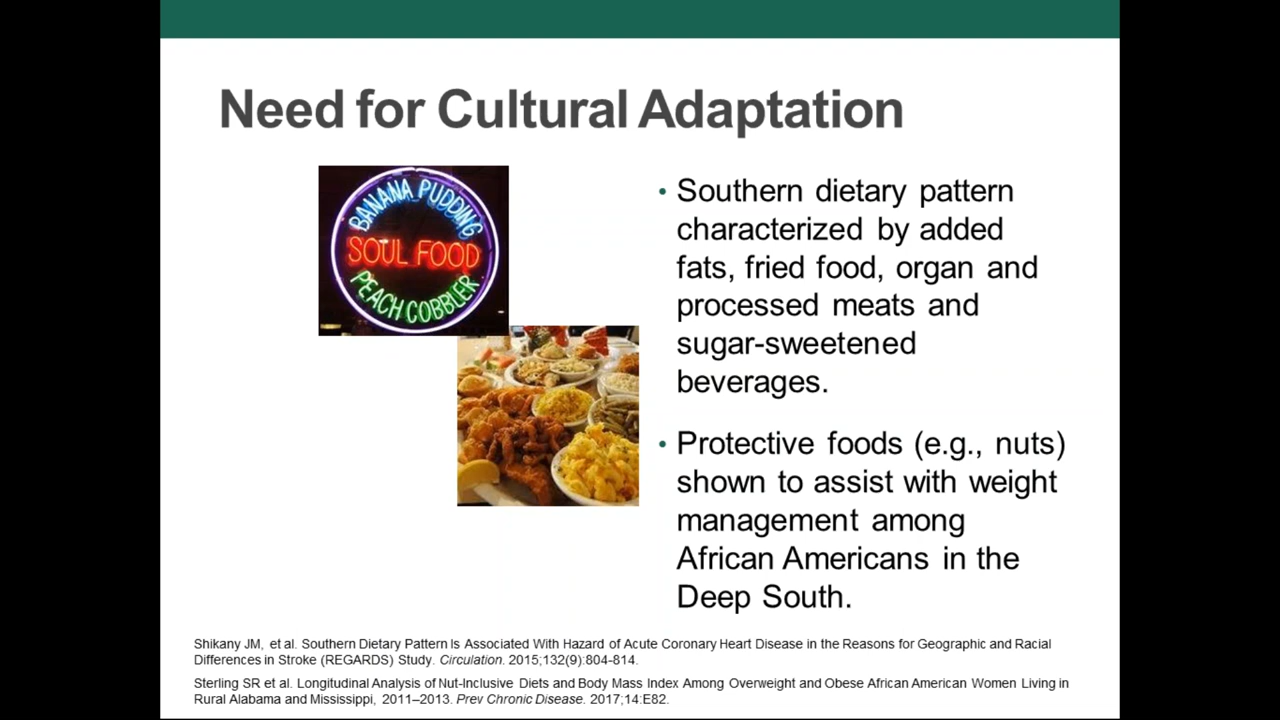 Need for Cultural Adaptation
BANANA PUDDING
SOUL FOOD
PEACH COBBLER
• Southern dietary pattern
characterized by added
fats, fried food, organ and
processed meats and
sugar-sweetened
beverages.
• Protective foods (e.g., nuts)
shown to assist with weight
management among
African Americans in the
Deep South.
Shikany JM, et al. Southern Dietary Pattern Is Associated With Hazard of Acute Coronary Heart Disease in the Reasons for Geographic and Racial
Differences in Stroke (REGARDS) Study. Circulation. 2015;132(9):804-814.
Sterling SR et al. Longitudinal Analysis of Nut-Inclusive Diets and Body Mass Index Among Overweight and Obese African American Women Living in
Rural Alabama and Mississippi, 2011–2013. Prev Chronic Disease. 2017;14:E82.